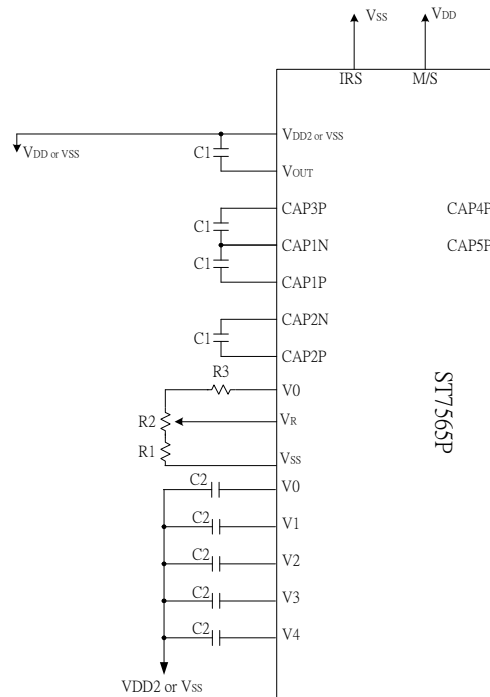 VSS VDD
IRS M/S
VDD2 or VSS
VDD or VSS
C1
VOUT
CAP3P CAP4P
C1
CAP1N CAP5P
C1
CAP1P
CAP2N
C1
CAP2P
R3
V0
R2 VR
R1
VSS
C2 V0
C2 V1
C2 V2
C2 V3
C2 V4
VDD2 or VSS
ST7565P